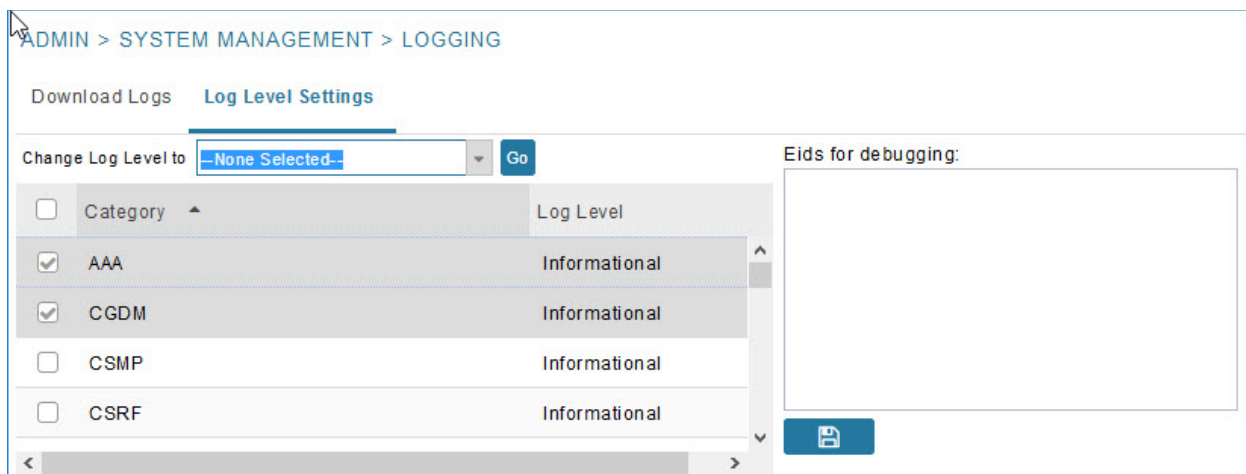 ADMIN > SYSTEM MANAGEMENT > LOGGING
Download Logs Log Level Settings
Change Log Level to --None Selected-- Go
Category Log Level
AAA Informational
CGDM Informational
CSMP Informational
CSRF Informational
Eids for debugging: